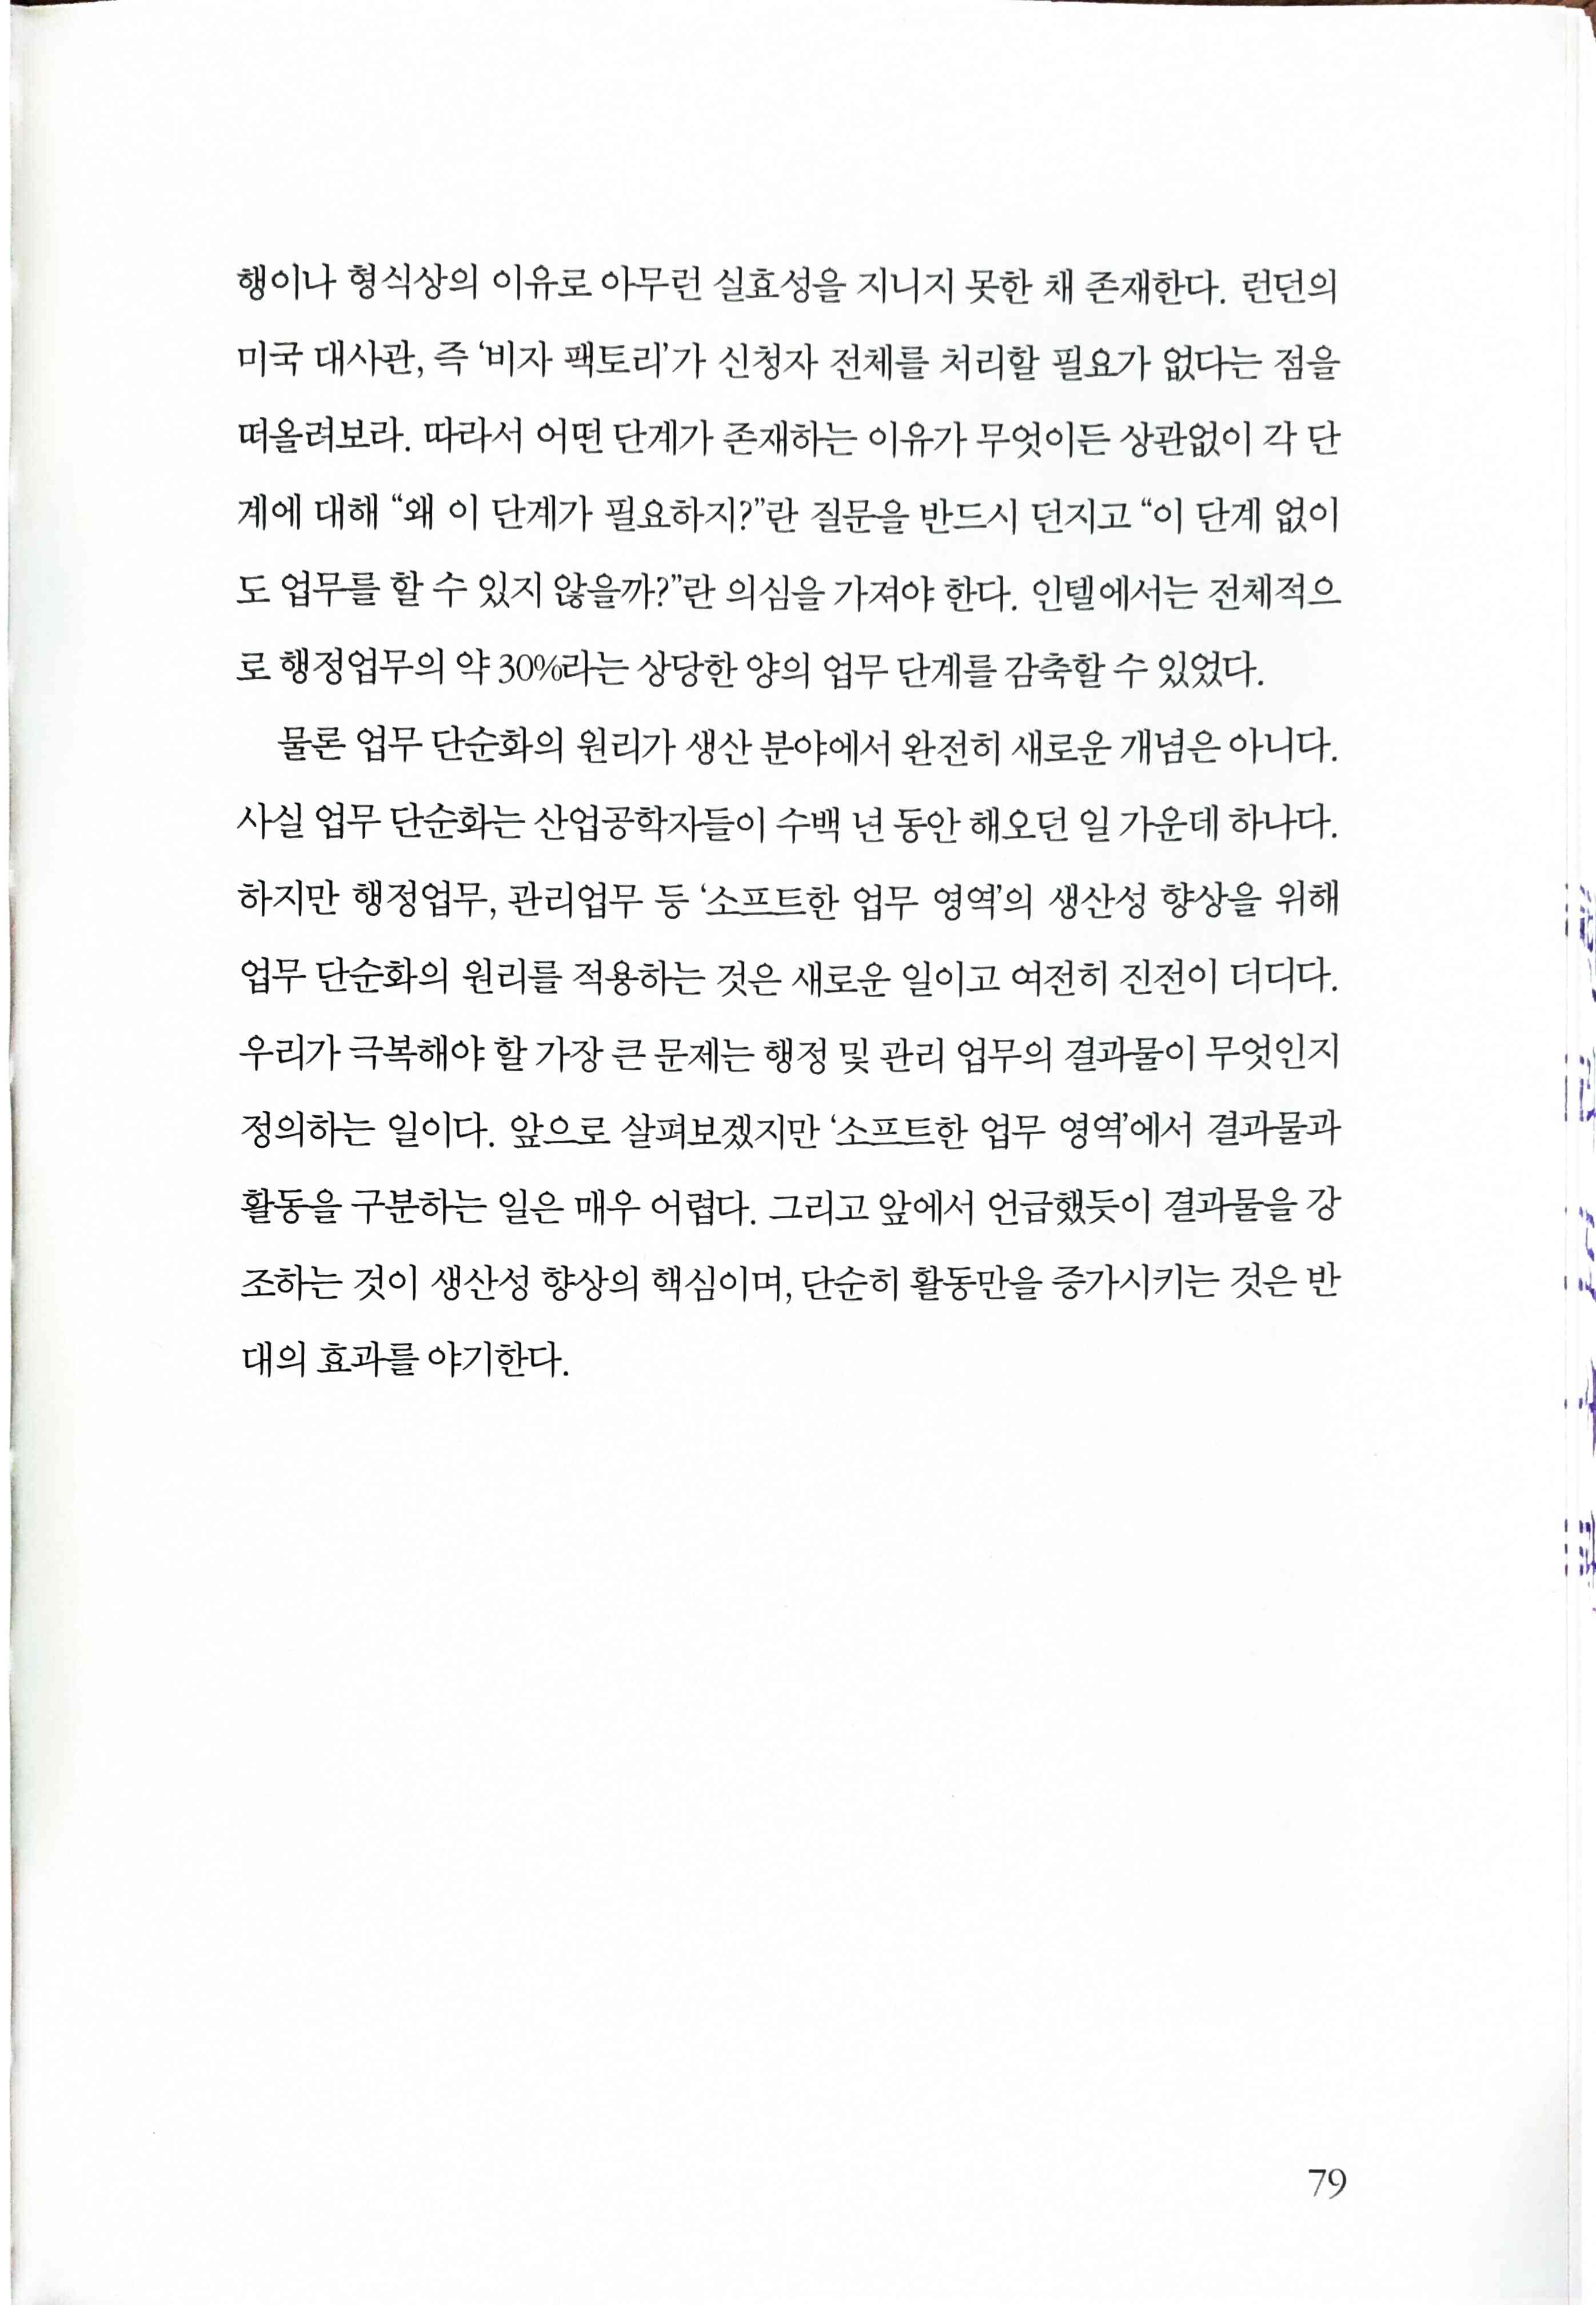 행이나 형식상의 이유로 아무런 실효성을 지니지 못한 채 존재한다. 런던의
미국 대사관, 즉 ‘비자 팩토리’가 신청자 전체를 처리할 필요가 없다는 점을
떠올려보라. 따라서 어떤 단계가 존재하는 이유가 무엇이든 상관없이 각 단
계에 대해 “왜 이 단계가 필요하지?”란 질문을 반드시 던지고 “이 단계 없이
도 업무를 할 수 있지 않을까?”란 의심을 가져야 한다. 인텔에서는 전체적으
로 행정업무의 약 30%라는 상당한 양의 업무 단계를 감축할 수 있었다.
물론 업무 단순화의 원리가 생산 분야에서 완전히 새로운 개념은 아니다.
사실 업무 단순화는 산업공학자들이 수백 년 동안 해오던 일 가운데 하나다.
하지만 행정업무, 관리업무 등 ‘소프트한 업무 영역’의 생산성 향상을 위해
업무 단순화의 원리를 적용하는 것은 새로운 일이고 여전히 진전이 더디다.
우리가 극복해야 할 가장 큰 문제는 행정 및 관리 업무의 결과물이 무엇인지
정의하는 일이다. 앞으로 살펴보겠지만 ‘소프트한 업무 영역’에서 결과물과
활동을 구분하는 일은 매우 어렵다. 그리고 앞에서 언급했듯이 결과물을 강
조하는 것이 생산성 향상의 핵심이며, 단순히 활동만을 증가시키는 것은 반
대의 효과를 야기한다.
79